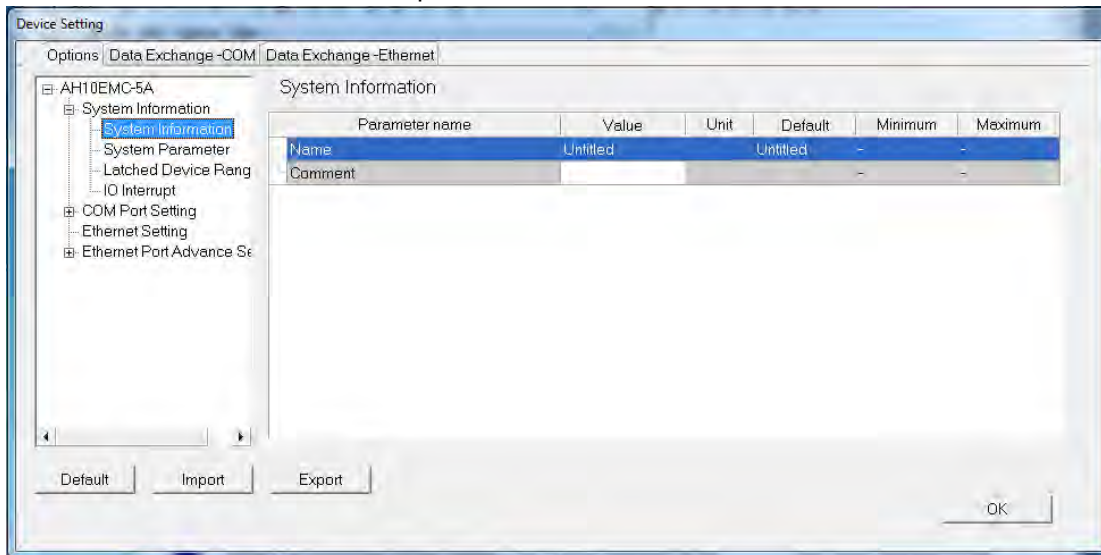 Device Setting
Options Data Exchange -COM Data Exchange -Ethernet
AH10EMC-5A
System Information
System Information
System Parameter
Latched Device Rang
IO Interrupt
COM Port Setting
Ethernet Setting
Ethernet Port Advance Se
System Information
Parameter name Value Unit Default Minimum Maximum
Name Untitled Untitled - -
Comment - -
Default Import Export
OK